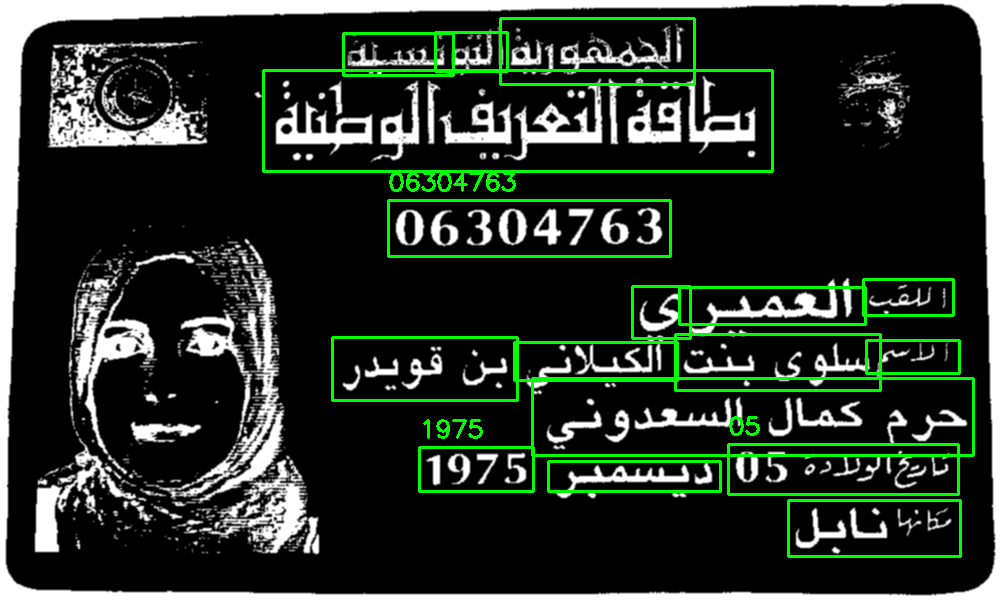 الجمهورية التونسية
بطاقة التعريف الوطنية
06304763
06304763
اللقب العميري
الاسم سلوى بنت الكيلاني بن قويدر
حرم كمال السعدوني
1975 05
تاريخ الولادة 05 ديسمبر 1975
مكانها نابل